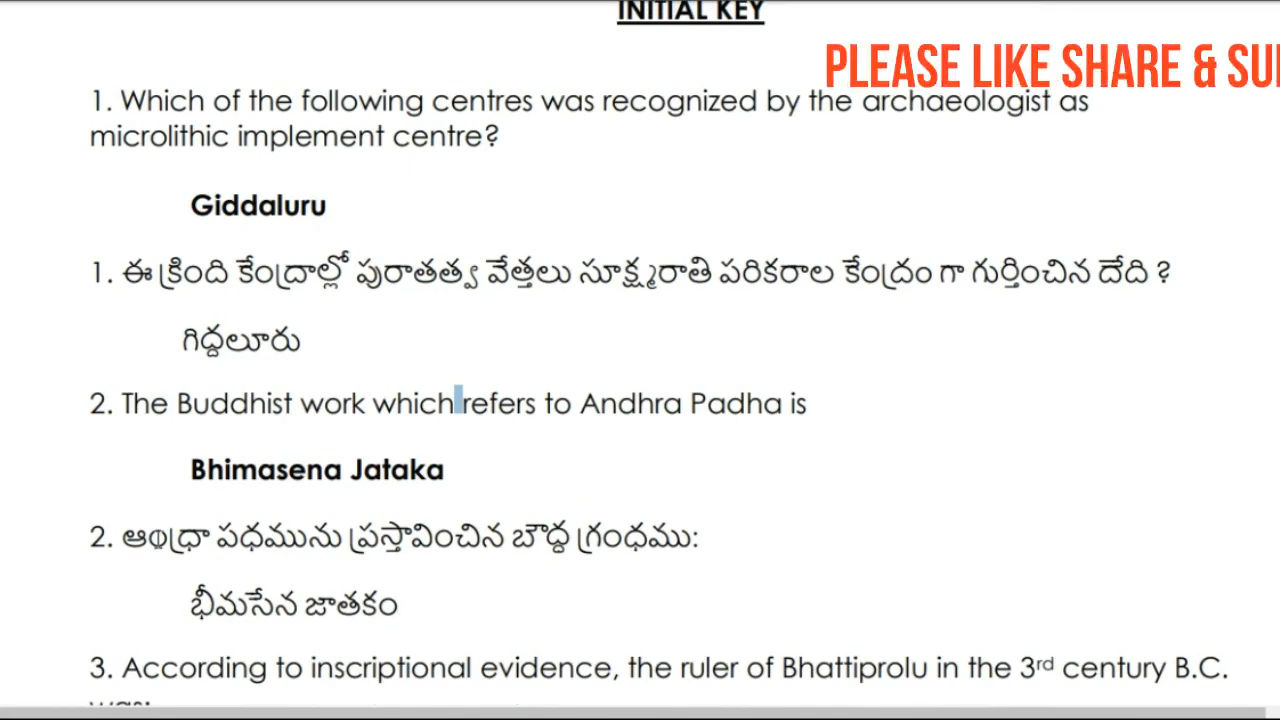 INITIAL KEY
PLEASE LIKE SHARE &
1. Which of the following centres was recognized by the archaeologist as
microlithic implement centre?
Giddaluru
1. ఈ క్రింది కేంద్రాల్లో పురాతత్వ వేత్తలు సూక్ష్మరాతి పరికరాల కేంద్రం గా గుర్తించిన దేది ?
గిద్దలూరు
2. The Buddhist work which refers to Andhra Padha is
Bhimasena Jataka
2. పధమును ప్రస్తావించిన బౌద్ధ గ్రంధము:
భీమసేన జాతకం
3. According to inscriptional evidence, the ruler of Bhattiprolu in the 3rd century B.C.